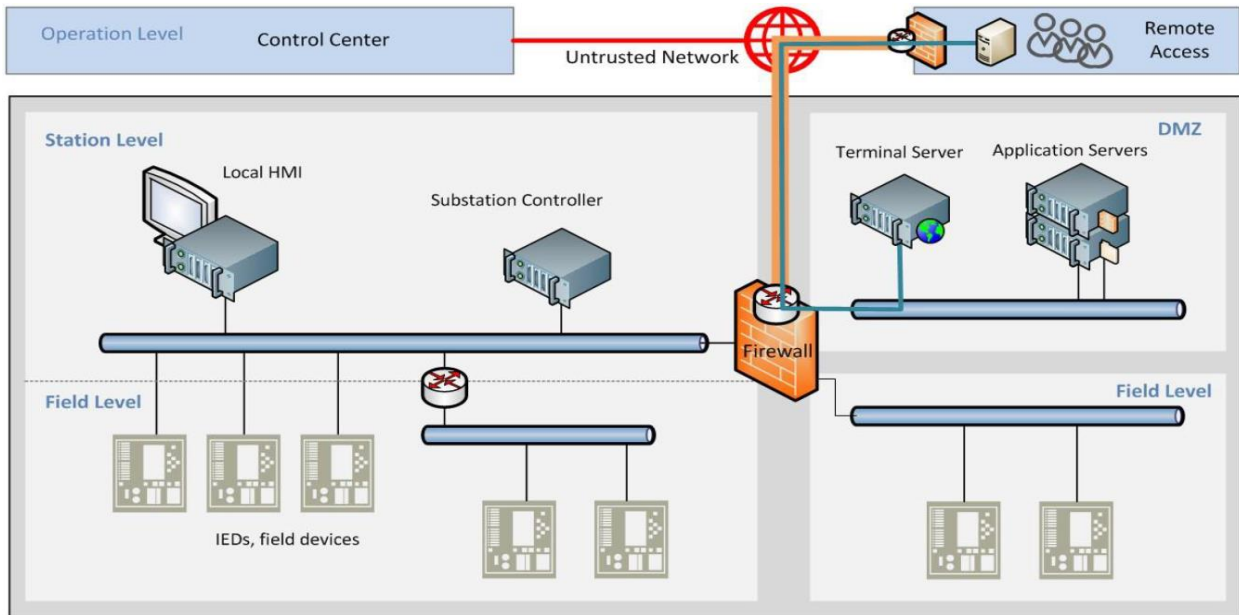 Operation Level
Control Center
Untrusted Network
Remote
Access
Station Level
Local HMI
Substation Controller
DMZ
Terminal Server
Application Servers
Firewall
Field Level
IEDs, field devices
Field Level